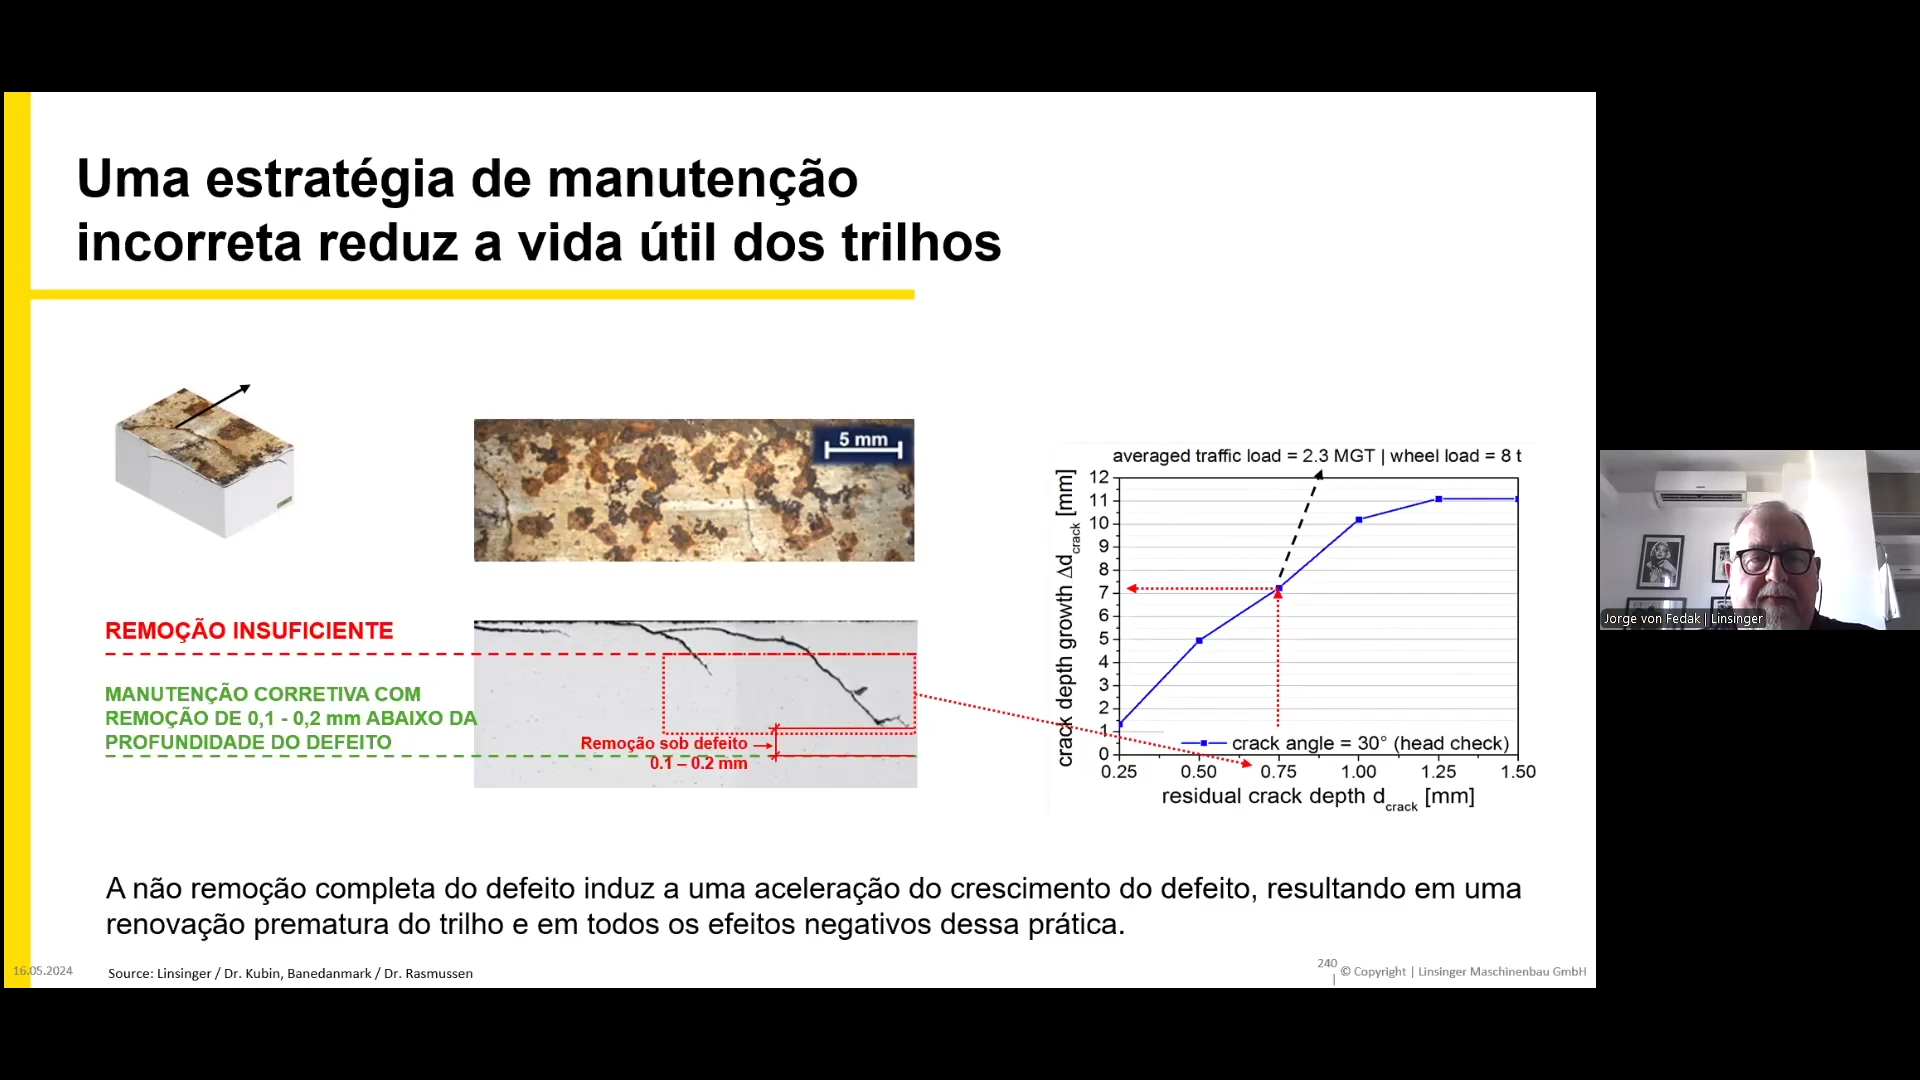 Uma estratégia de manutenção
incorreta reduz a vida útil dos trilhos
5 mm
REMOÇÃO INSUFICIENTE
MANUTENÇÃO CORRETIVA COM
REMOÇÃO DE 0,1 - 0,2 mm ABAIXO DA
PROFUNDIDADE DO DEFEITO
Remoção sob defeito
0.1 – 0.2 mm
averaged traffic load = 2.3 MGT | wheel load = 8 t
crack depth growth Δd crack [mm]
12
11
10
9
8
7
6
5
4
3
2
1
0
crack angle = 30° (head check)
0.25 0.50 0.75 1.00 1.25 1.50
residual crack depth d crack [mm]
A não remoção completa do defeito induz a uma aceleração do crescimento do defeito, resultando em uma
renovação prematura do trilho e em todos os efeitos negativos dessa prática.
16.05.2024
Source: Linsinger / Dr. Kubin, Banedanmark / Dr. Rasmussen
240
| © Copyright | Linsinger Maschinenbau GmbH
Jorge von Fedak | Linsinger